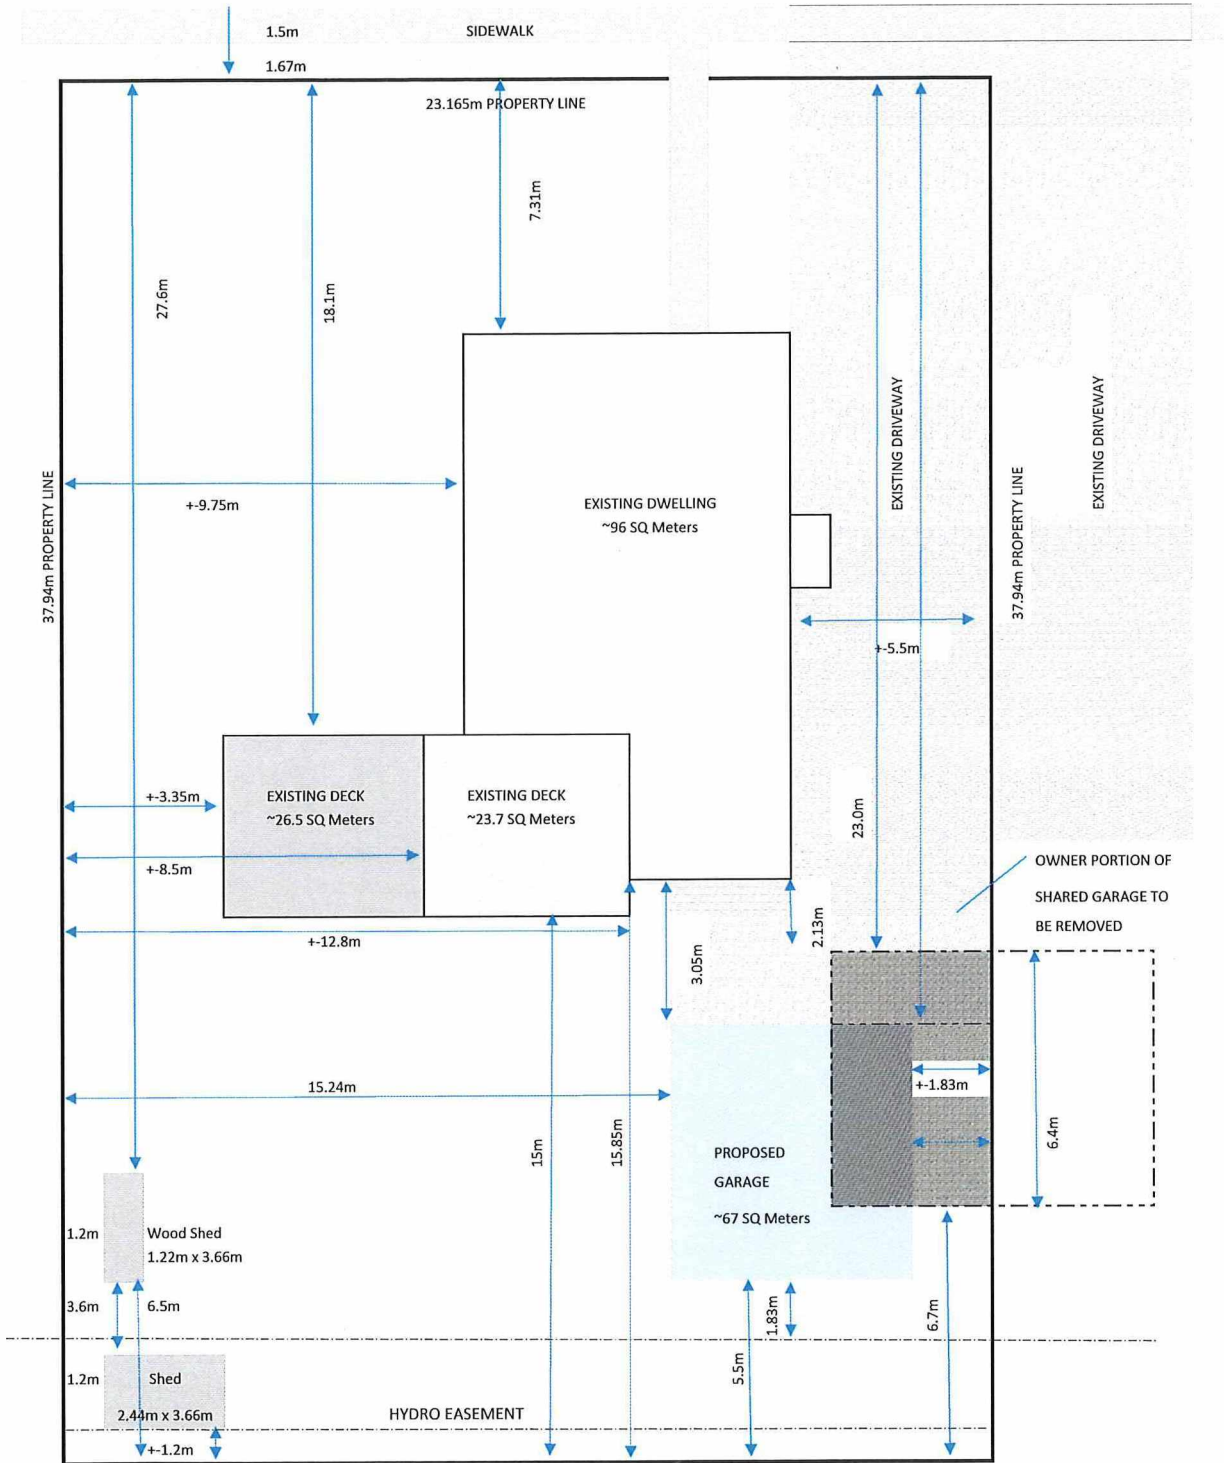 1.5m
SIDEWALK
1.67m
23.165m PROPERTY LINE
7.31m
27.6m
18.1m
EXISTING DRIVEWAY
EXISTING DRIVEWAY
+-9.75m
EXISTING DWELLING
~96 SQ Meters
37.94m PROPERTY LINE
37.94m PROPERTY LINE
+-5.5m
+-3.35m
EXISTING DECK
~26.5 SQ Meters
EXISTING DECK
~23.7 SQ Meters
23.0m
+-8.5m
OWNER PORTION OF
SHARED GARAGE TO
BE REMOVED
+-12.8m
2.13m
3.05m
15.24m
+-1.83m
15m
15.85m
6.4m
PROPOSED
GARAGE
~67 SQ Meters
1.2m
Wood Shed
1.22m x 3.66m
3.6m
6.5m
1.83m
6.7m
5.5m
1.2m
Shed
2.44m x 3.66m
HYDRO EASEMENT
+-1.2m